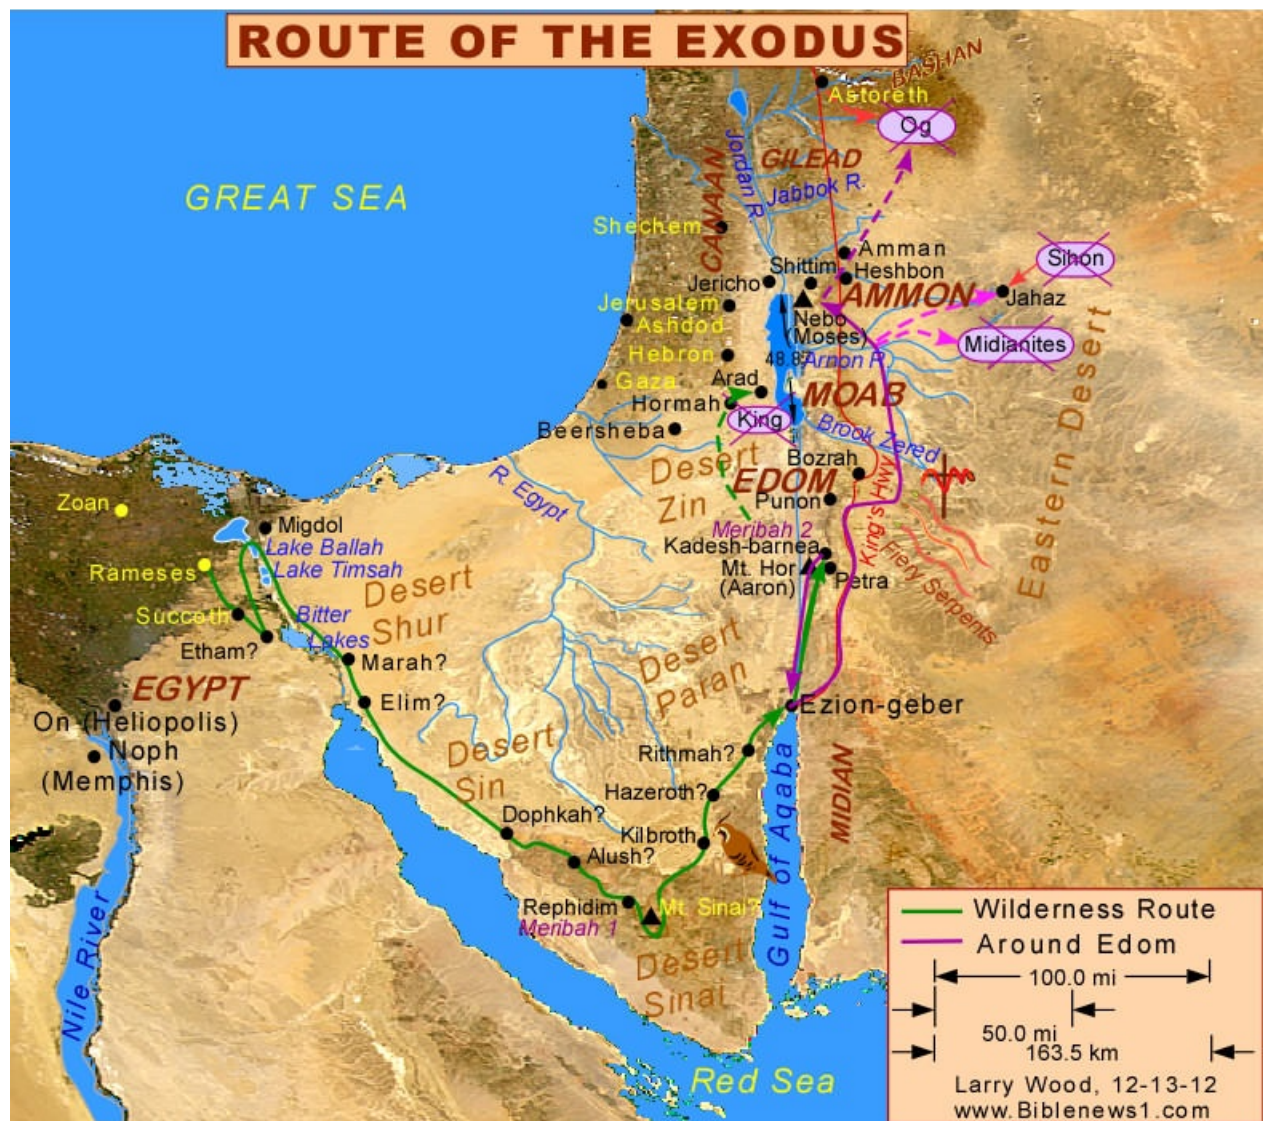 ROUTE OF THE EXODUS
BASHAN
Astoreth
Og
GREAT SEA
CANAAN
Jordan R.
GILEAD
Jabbok R.
Shechem
Amman
Sihon
Shittim
Heshbon
Jericho
AMMON
Jahaz
Jerusalem
Ashdod
Nebo
(Moses)
Midianites
Hebron
48.87
Arnon R
Gaza
Arad
MOAB
Hormah
King
Beersheba
Brook Zered
Eastern Desert
Desert
Zin
Bozrah
EDOM
R. Egypt
Punon
King's Hwy
Zoan
Migdol
Meribah 2
Lake Ballah
Kadesh-barnea
Fiery Serpents
Rameses
Lake Timsah
Mt. Hor
(Aaron)
Petra
Desert
Shur
Succoth
Bitter
Lakes
Etham?
Marah?
Desert
Paran
EGYPT
Elim?
Ezion-geber
On (Heliopolis)
Noph
(Memphis)
Desert
Sin
Rithmah?
Gulf of Aqaba
MIDIAN
Hazeroth?
Dophkah?
Kilbroth
Alush?
Rephidim
Mt. Sinai?
Meribah 1
Nile River
Desert
Sinai
Red Sea
Wilderness Route
Around Edom
100.0 mi
50.0 mi
163.5 km
Larry Wood, 12-13-12
www.Biblenews1.com